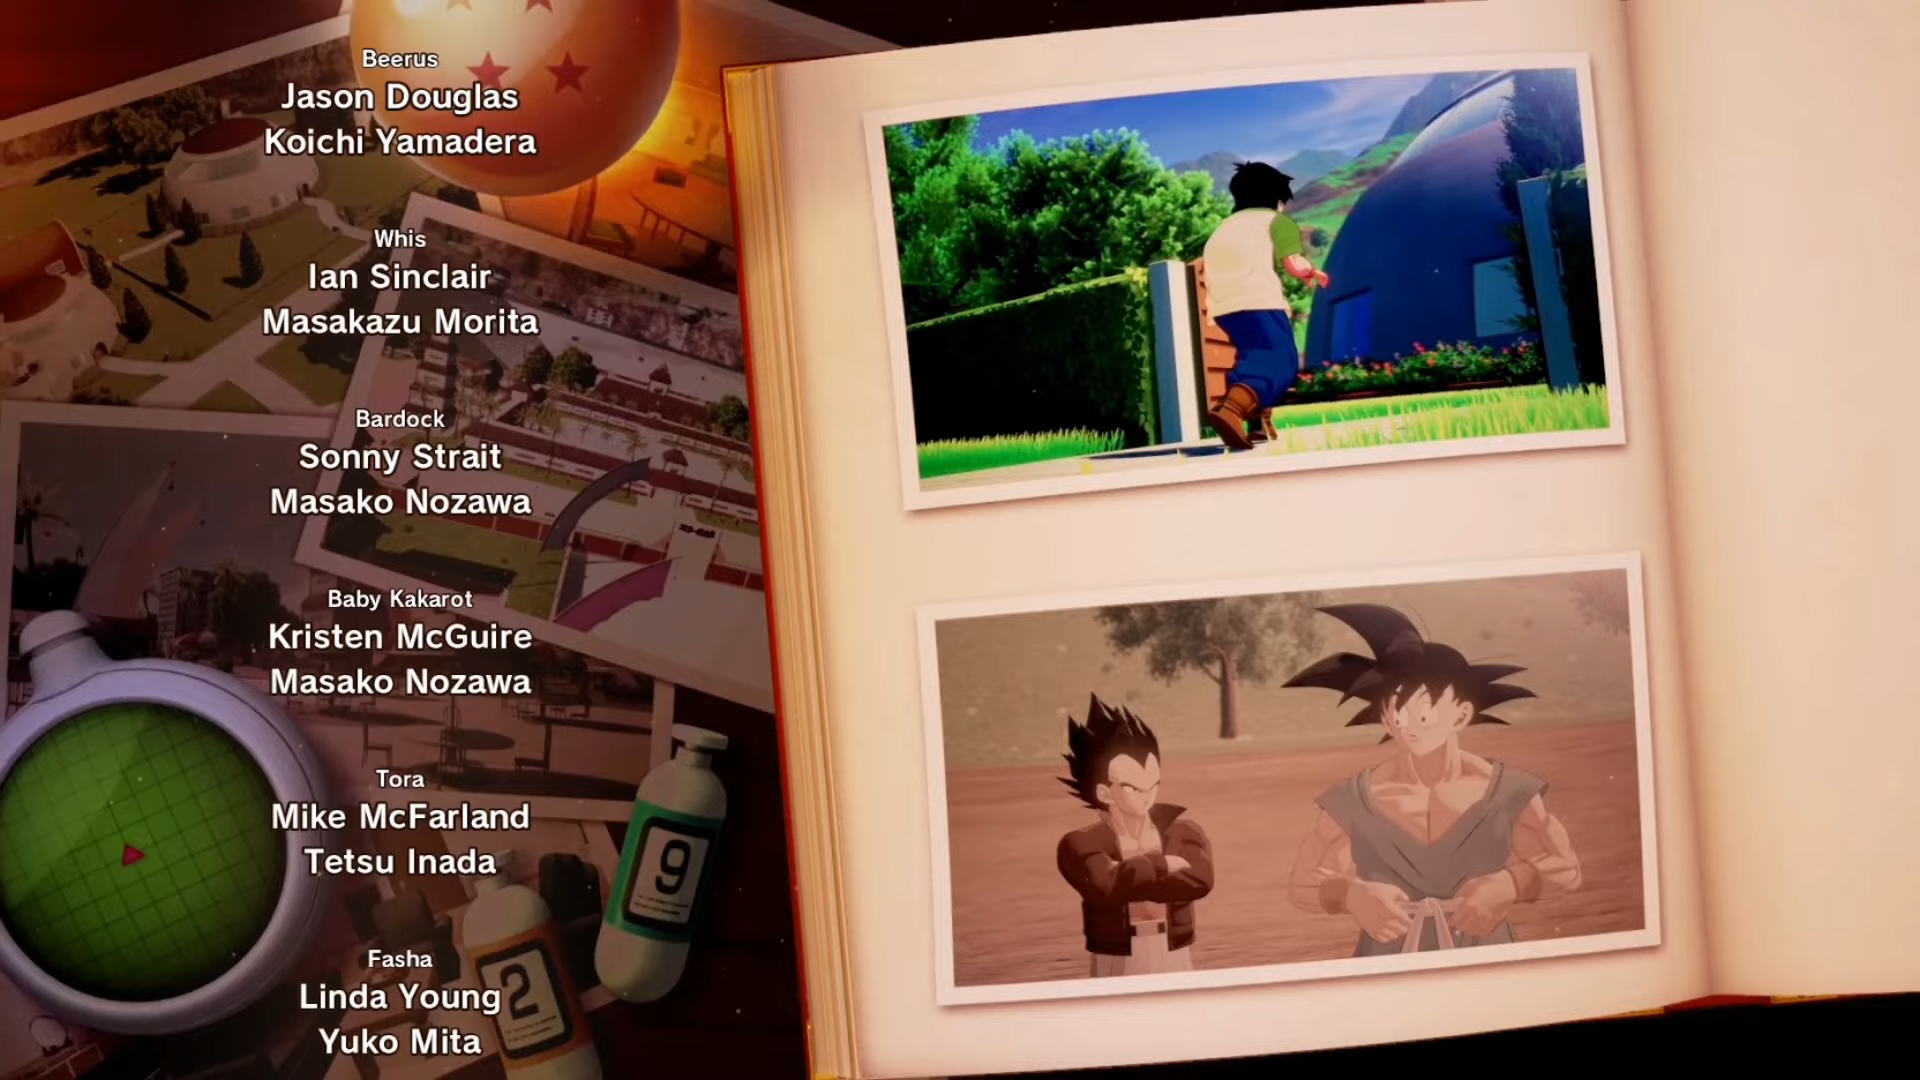 Beerus
Jason Douglas
Koichi Yamadera
Whis
Ian Sinclair
Masakazu Morita
Bardock
Sonny Strait
Masako Nozawa
Baby Kakarot
Kristen McGuire
Masako Nozawa
Tora
Mike McFarland
Tetsu Inada
Fasha
Linda Young
Yuko Mita
9
2